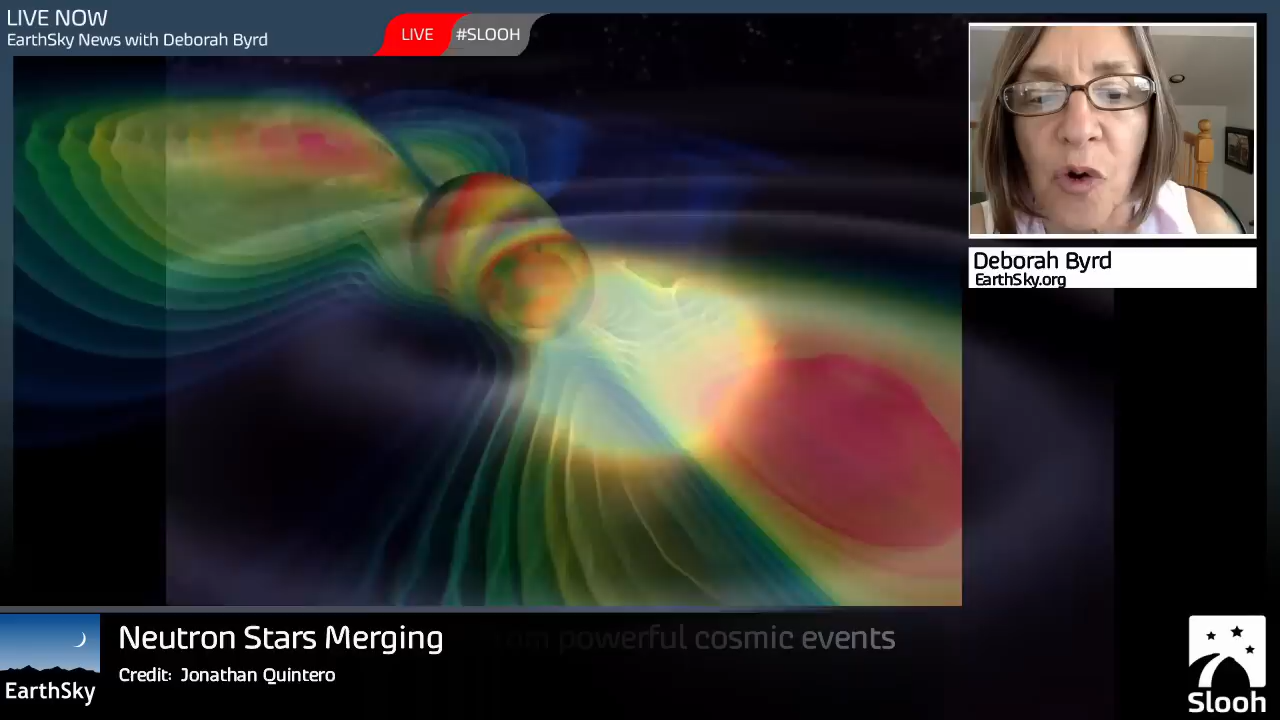 LIVE NOW
EarthSky News with Deborah Byrd
LIVE
#SLOOH
Deborah Byrd
EarthSky.org
Neutron Stars Merging
powerful cosmic events
Credit: Jonathan Quintero
EarthSky
Slooh